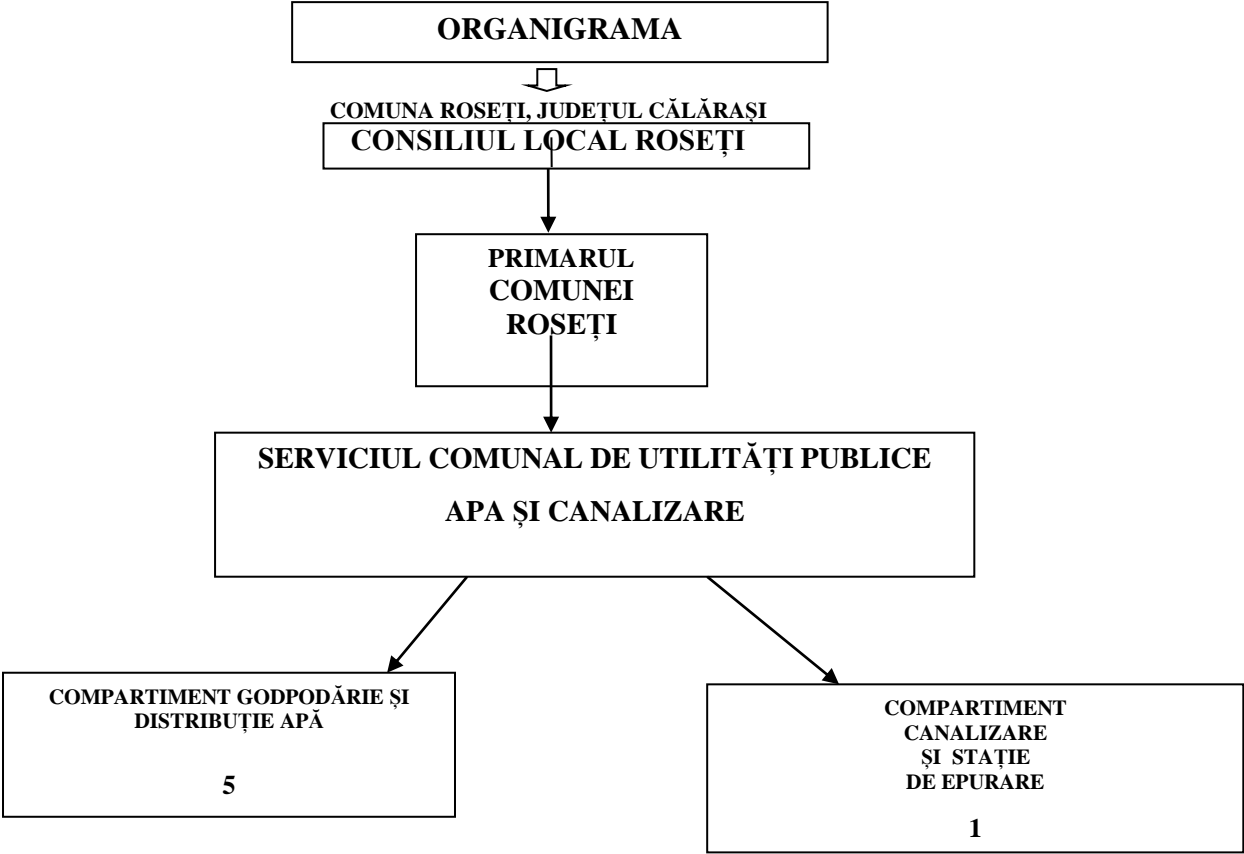 ORGANIGRAMA
COMUNA ROSEȚI, JUDEȚUL CĂLĂRAȘI
CONSILIUL LOCAL ROSEȚI
PRIMARUL
COMUNEI
ROSEȚI
SERVICIUL COMUNAL DE UTILITĂȚI PUBLICE
APA ȘI CANALIZARE
COMPARTIMENT GODPODĂRIE ȘI
DISTRIBUȚIE APĂ
5
COMPARTIMENT
CANALIZARE
ȘI STAȚIE
DE EPURARE
1